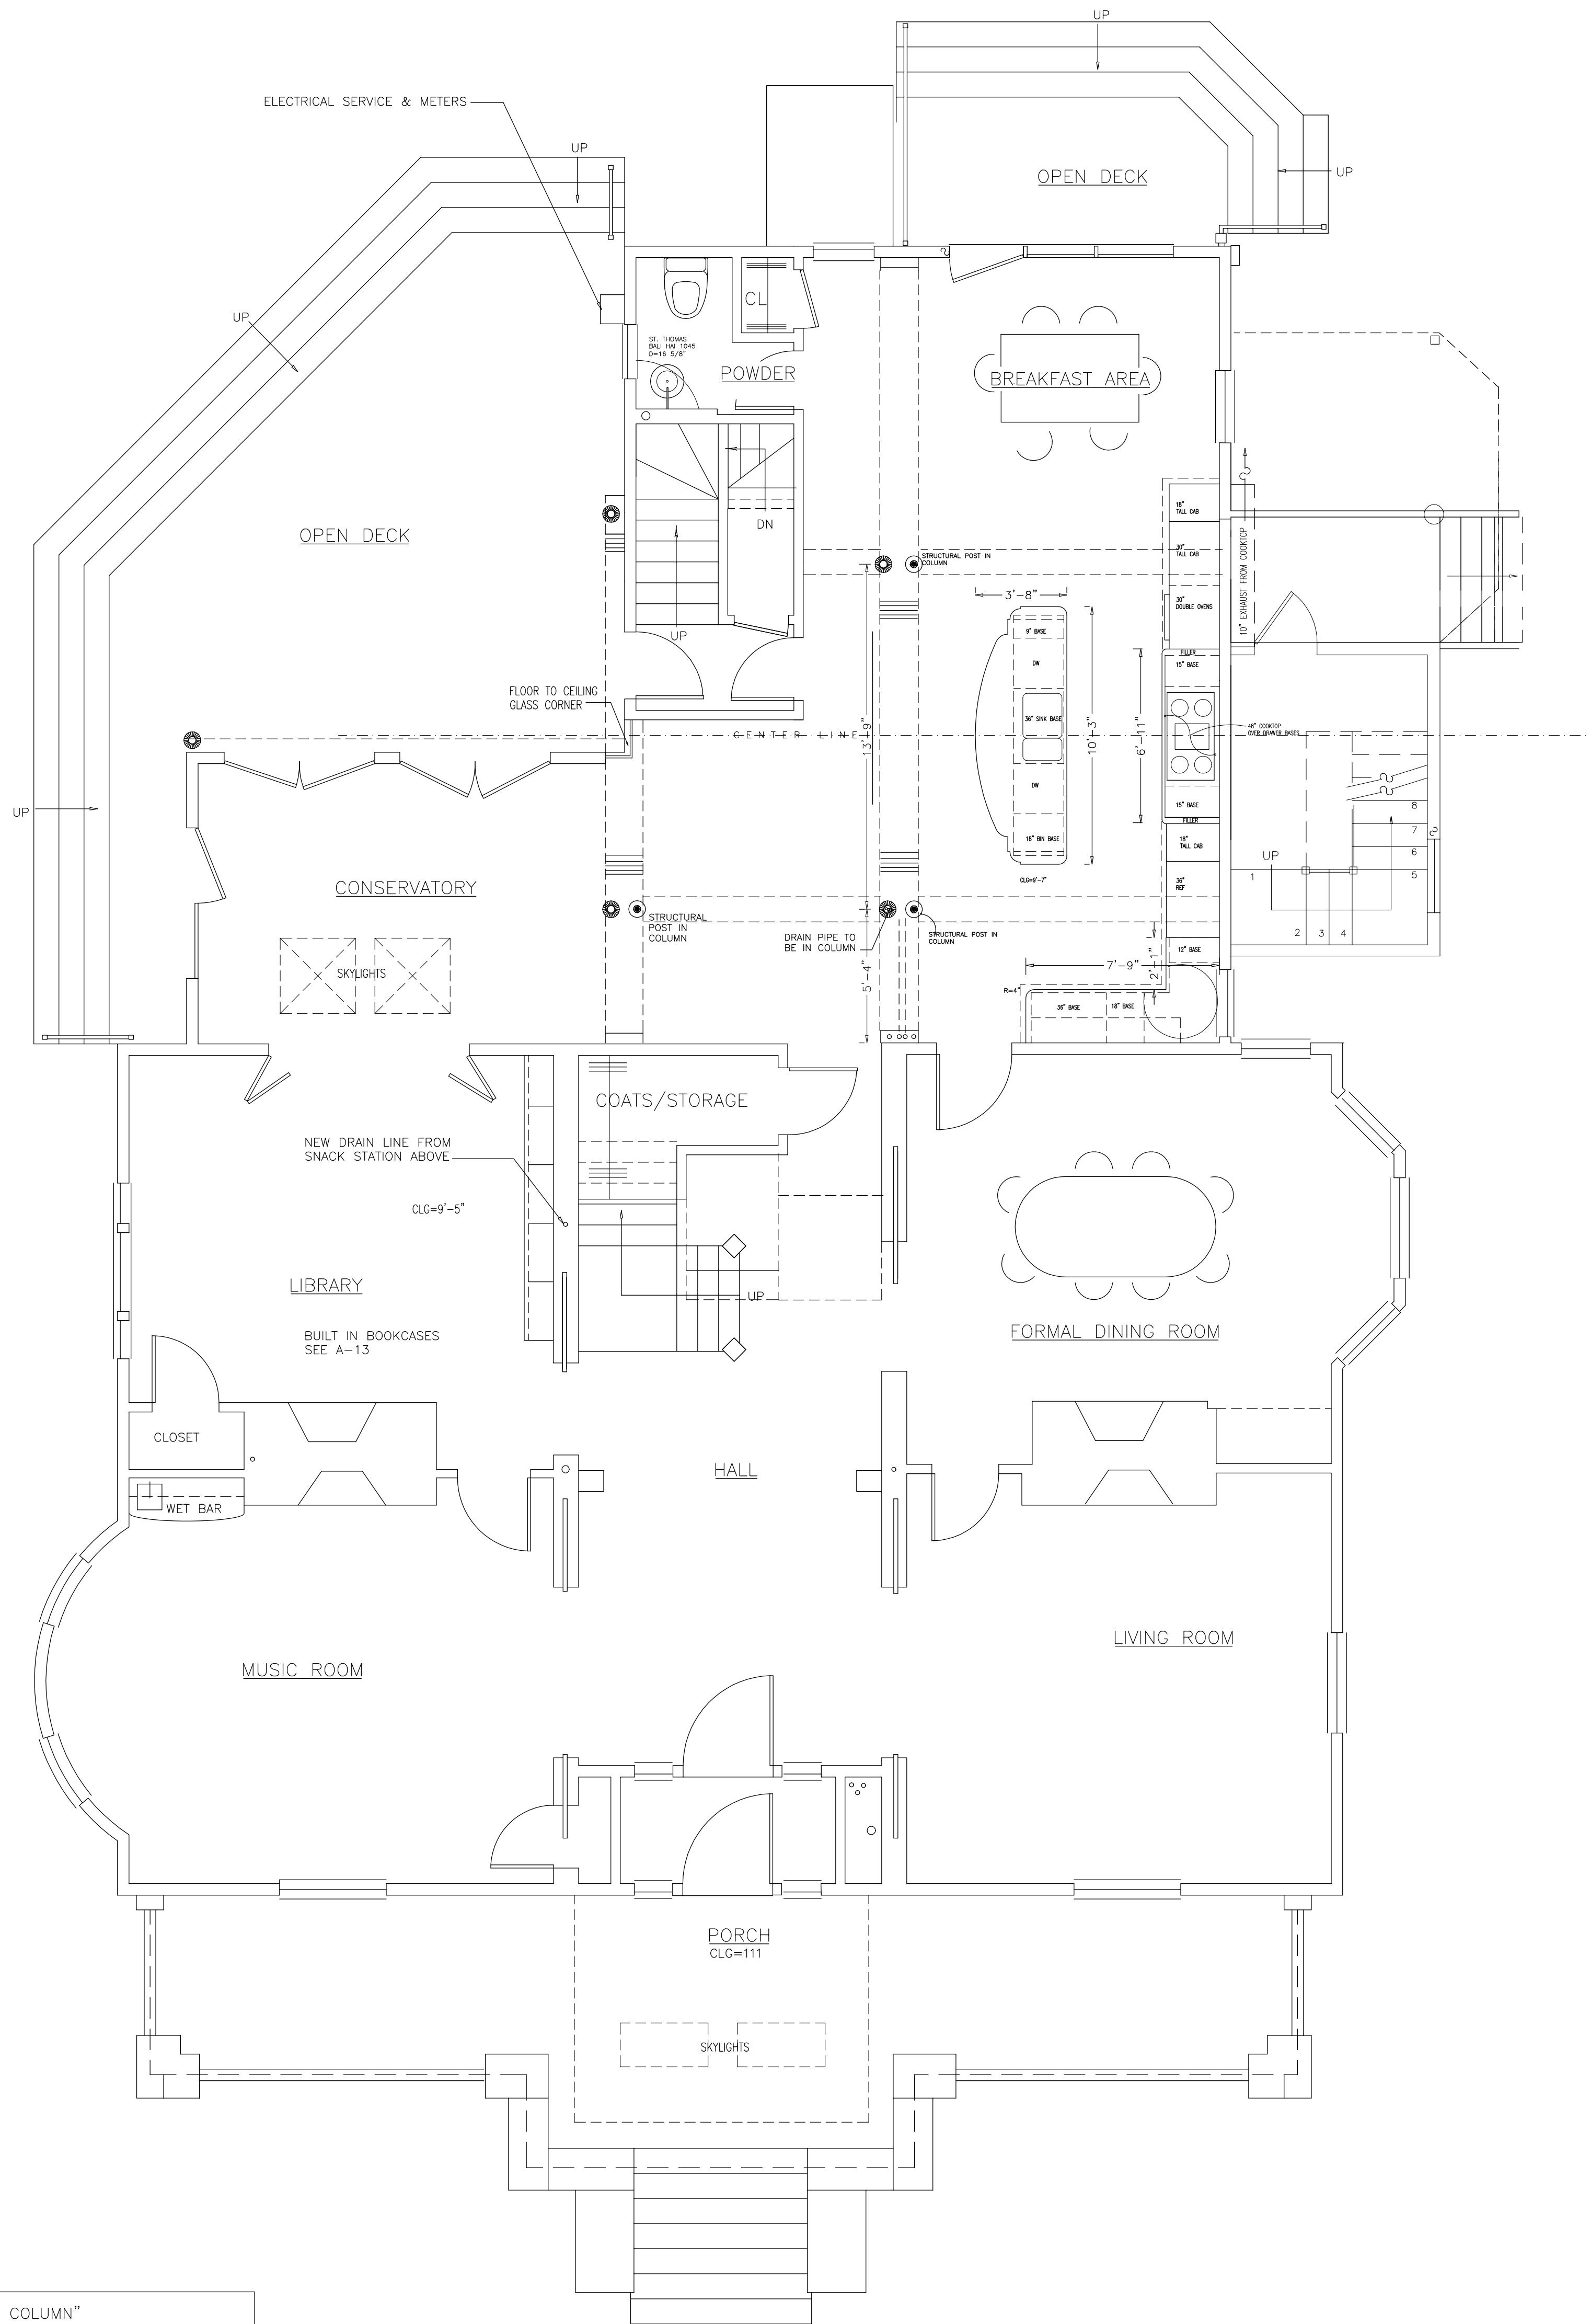 UP
ELECTRICAL SERVICE & METERS
UP
OPEN DECK
UP
UP
CL
ST. THOMAS
BALI HAI 1045
D=16 5/8"
POWDER
BREAKFAST AREA
10" EXHAUST FROM COOKTOP
18"
TALL CAB
OPEN DECK
DN
STRUCTURAL POST IN
COLUMN
30"
TALL CAB
3'-8"
30"
DOUBLE OVENS
UP
9" BASE
FILLER
15" BASE
DW
FLOOR TO CEILING
GLASS CORNER
36" SINK BASE
48" COOKTOP
OVER DRAWER BASES
CENTER LINE
13'-9"
10'-3"
6'-11"
DW
15" BASE
FILLER
UP
18" BIN BASE
18"
TALL CAB
8
7
6
5
UP
1
2
3
4
CLG=9'-7"
36"
REF
CONSERVATORY
STRUCTURAL
POST IN
COLUMN
DRAIN PIPE TO
BE IN COLUMN
STRUCTURAL POST IN
COLUMN
12" BASE
SKYLIGHTS
5'-4"
7'-9"
2'-1"
R=4"
36" BASE
18" BASE
COATS/STORAGE
NEW DRAIN LINE FROM
SNACK STATION ABOVE
CLG=9'-5"
LIBRARY
UP
BUILT IN BOOKCASES
SEE A-13
FORMAL DINING ROOM
CLOSET
HALL
WET BAR
LIVING ROOM
MUSIC ROOM
PORCH
CLG=111
SKYLIGHTS
COLUMN"